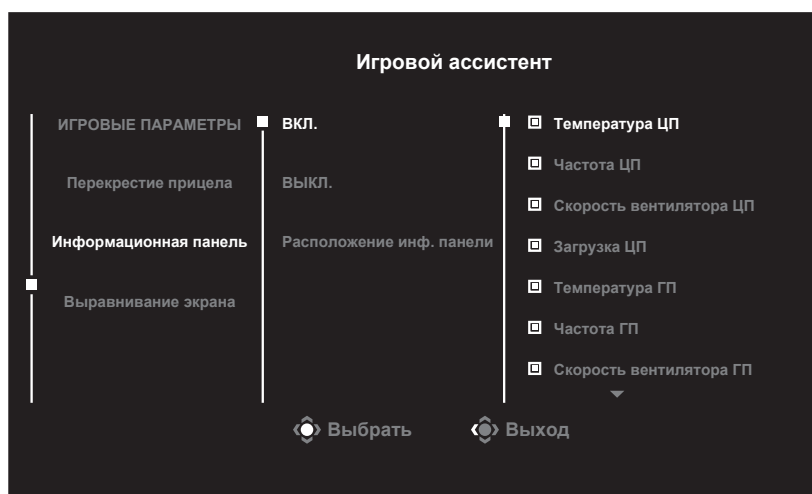 Игровой ассистент
ИГРОВЫЕ ПАРАМЕТРЫ
Перекрестие прицела
Информационная панель
Выравнивание экрана
ВКЛ.
ВЫКЛ.
Расположение инф. панели
Температура ЦП
Частота ЦП
Скорость вентилятора ЦП
Загрузка ЦП
Температура ГП
Частота ГП
Скорость вентилятора ГП
Выбрать
Выход